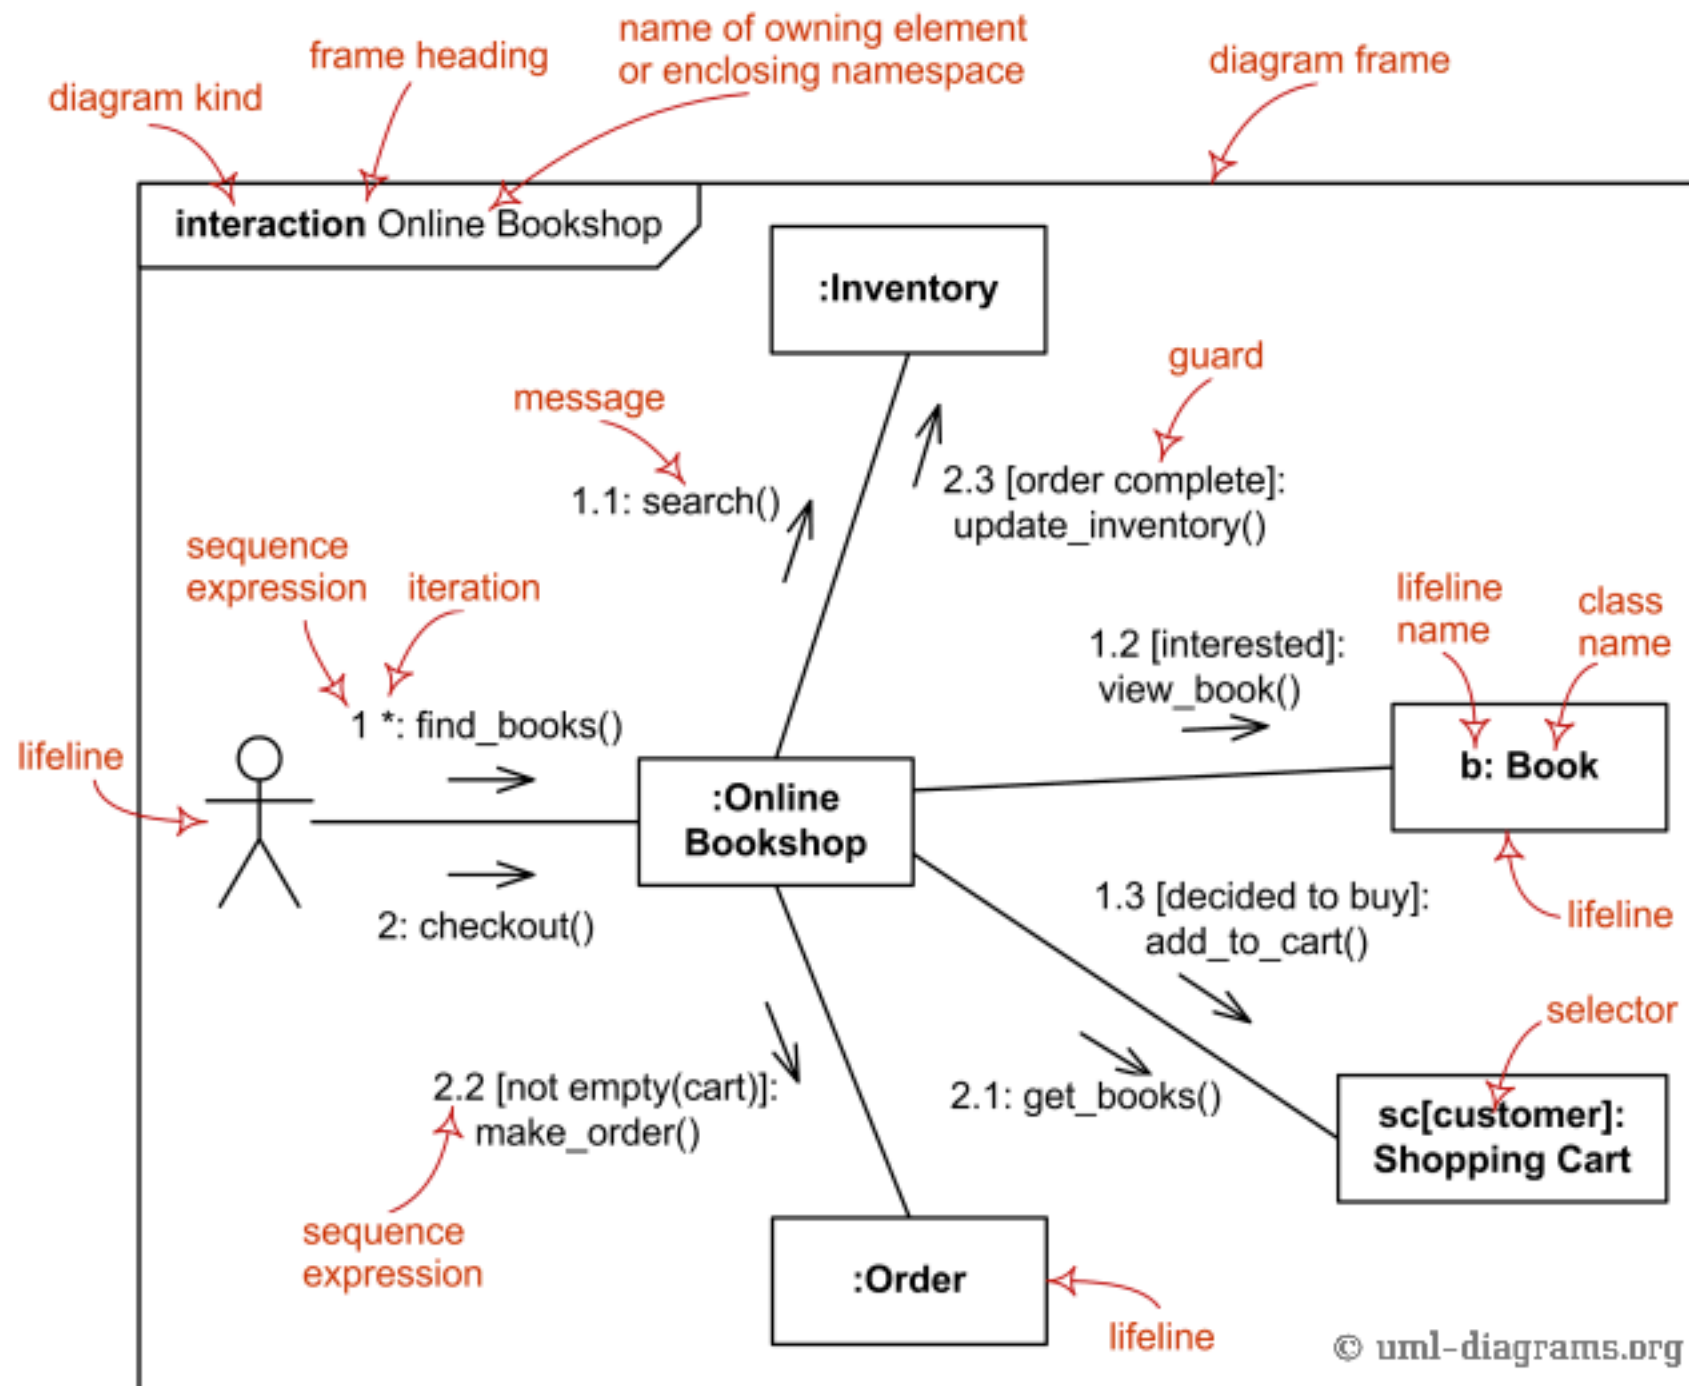 name of owning element
or enclosing namespace
frame heading
diagram frame
diagram kind
interaction Online Bookshop
:Inventory
guard
message
2.3 [order complete]:
update_inventory()
1.1: search()
sequence
expression
iteration
lifeline
name
class
name
1.2 [interested]:
view_book()
1 *: find_books()
lifeline
b: Book
:Online
Bookshop
1.3 [decided to buy]:
add_to_cart()
lifeline
2: checkout()
selector
2.2 [not empty(cart)]:
make_order()
2.1: get_books()
sc[customer]:
Shopping Cart
sequence
expression
:Order
lifeline
© uml-diagrams.org